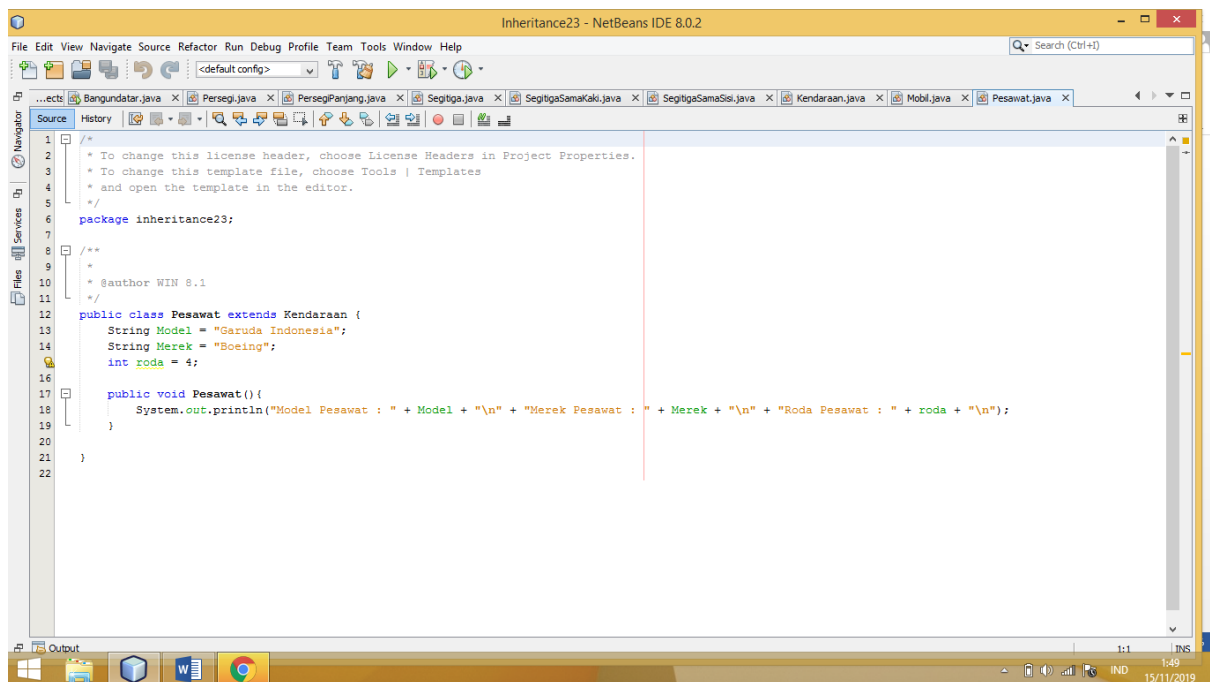 Inheritance23 - NetBeans IDE 8.0.2
File Edit View Navigate Source Refactor Run Debug Profile Team Tools Window Help
Search (Ctrl+I)
<default config>
...ects Bangundatar.java Persegi.java PersegiPanjang.java Segitiga.java SegitigaSamaKaki.java SegitigaSamaSisi.java Kendaraan.java Mobil.java Pesawat.java
Source History
Navigator
Services
Files
1 /*
2 * To change this license header, choose License Headers in Project Properties.
3 * To change this template file, choose Tools | Templates
4 * and open the template in the editor.
5 */
6 package inheritance23;
7
8 /**
9 *
10 * @author WIN 8.1
11 */
12 public class Pesawat extends Kendaraan {
13 String Model = "Garuda Indonesia";
14 String Merek = "Boeing";
int roda = 4;
16
17 public void Pesawat(){
18 System.out.println("Model Pesawat : " + Model + "\n" + "Merek Pesawat : " + Merek + "\n" + "Roda Pesawat : " + roda + "\n");
19 }
20
21 }
22
Output
1:1 INS
IND
1:49
15/11/2019